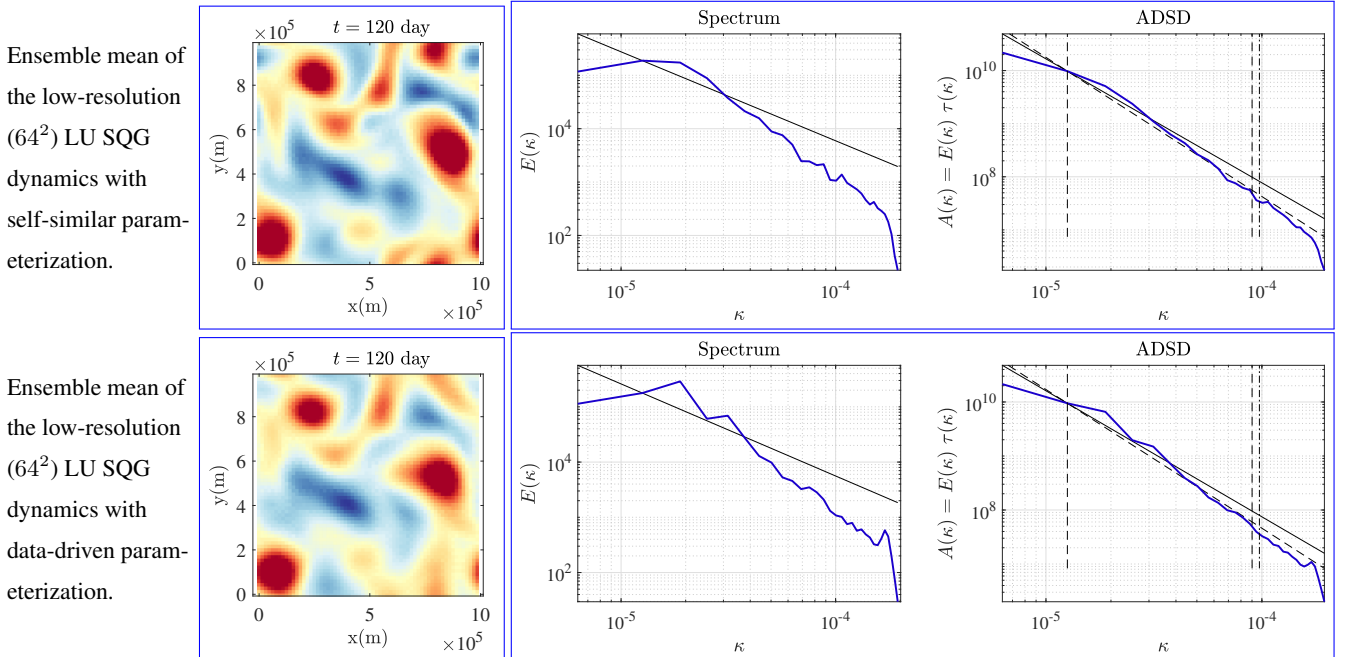 Ensemble mean of
the low-resolution
(64²) LU SQG
dynamics with
self-similar param-
eterization.
×10⁵
t = 120 day
8
6
4
2
0
y(m)
0 5 10
x(m)
×10⁵
Spectrum
10⁴
10²
E(κ)
10⁻⁵ 10⁻⁴
κ
ADSD
10¹⁰
10⁸
A(κ) = E(κ) τ(κ)
10⁻⁵ 10⁻⁴
κ
Ensemble mean of
the low-resolution
(64²) LU SQG
dynamics with
data-driven param-
eterization.
×10⁵
t = 120 day
8
6
4
2
0
y(m)
0 5 10
x(m)
×10⁵
Spectrum
10⁴
10²
E(κ)
10⁻⁵ 10⁻⁴
κ
ADSD
10¹⁰
10⁸
A(κ) = E(κ) τ(κ)
10⁻⁵ 10⁻⁴
κ